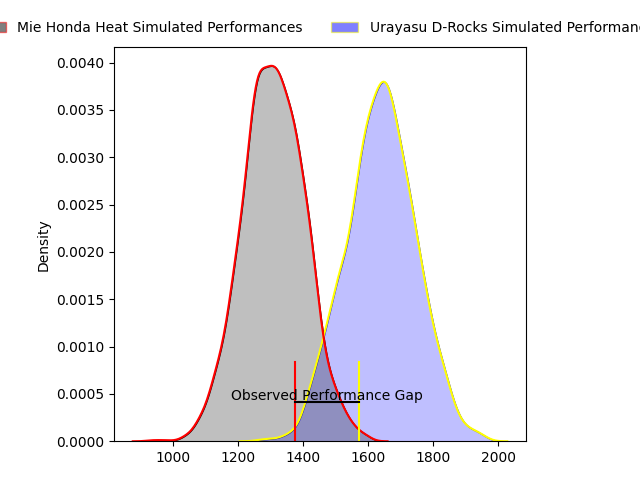 Mie Honda Heat Simulated Performances
Urayasu D-Rocks Simulated
0.0040
0.0035
0.0030
0.0025
0.0020
0.0015
0.0010
0.0005
0.0000
Density
Observed Performance Gap
1000 1200 1400 1600 1800 2000